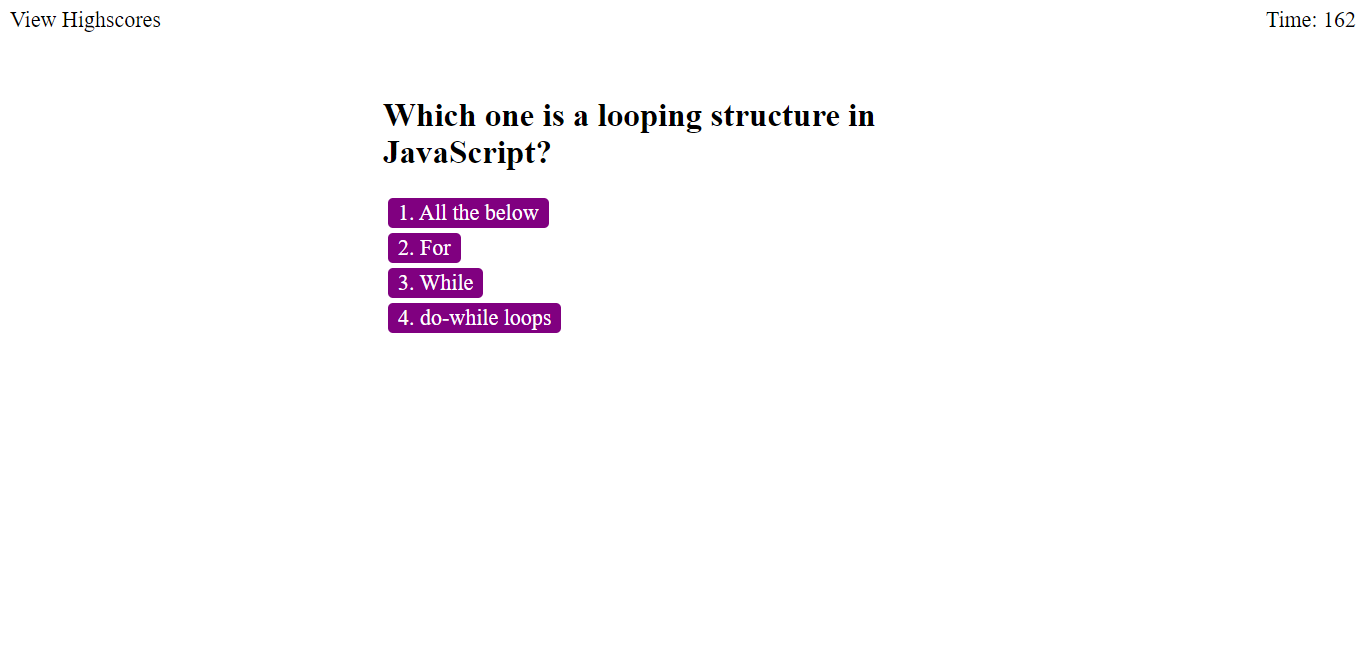 View Highscores
Time: 162
Which one is a looping structure in
JavaScript?
1. All the below
2. For
3. While
4. do-while loops